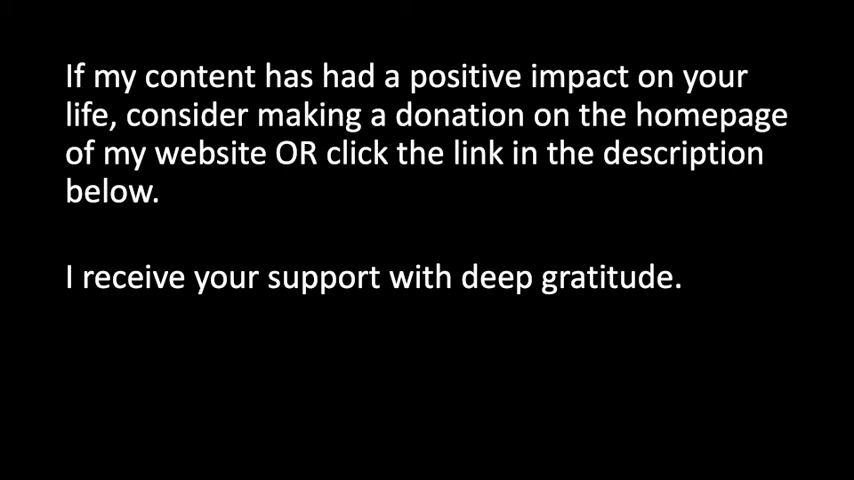 If my content has had a positive impact on your
life, consider making a donation on the homepage
of my website OR click the link in the description
below.
I receive your support with deep gratitude.